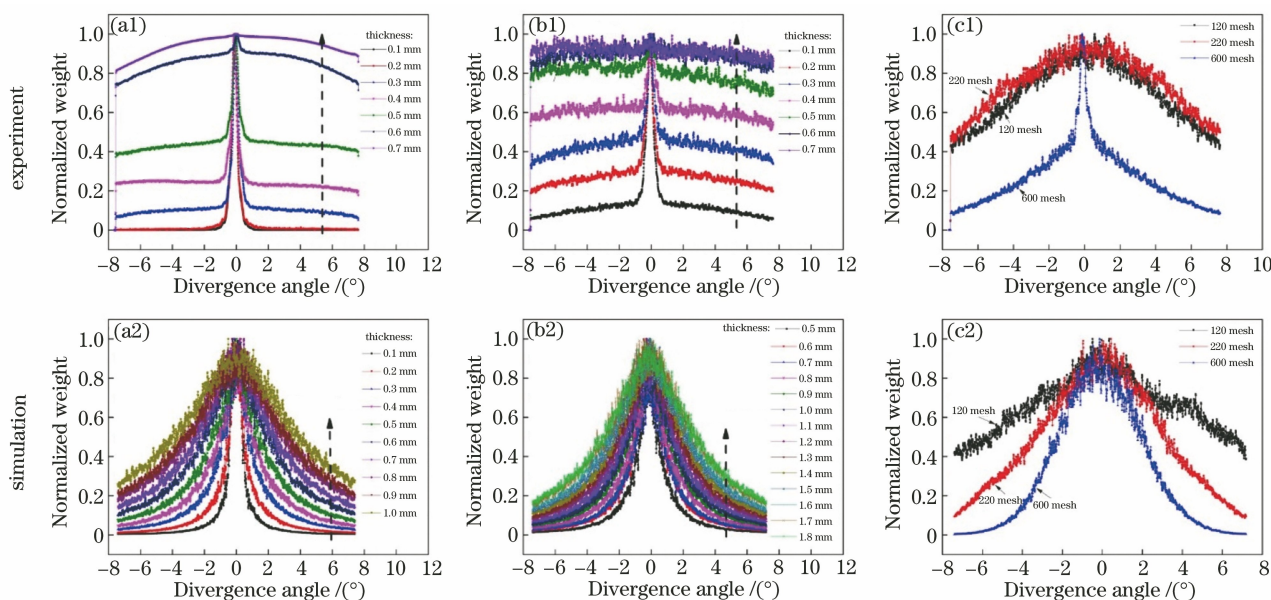 experiment
Normalized weight
(a1)
thickness:
0.1 mm
0.2 mm
0.3 mm
0.4 mm
0.5 mm
0.6 mm
0.7 mm
1.0
0.8
0.6
0.4
0.2
0
−8 −6 −4 −2 0 2 4 6 8 10 12
Divergence angle /(°)
Normalized weight
(b1)
thickness:
0.1 mm
0.2 mm
0.3 mm
0.4 mm
0.5 mm
0.6 mm
0.7 mm
1.0
0.8
0.6
0.4
0.2
0
−8 −6 −4 −2 0 2 4 6 8 10 12
Divergence angle /(°)
Normalized weight
(c1)
120 mesh
220 mesh
600 mesh
220 mesh
120 mesh
600 mesh
1.0
0.8
0.6
0.4
0.2
0
−8 −6 −4 −2 0 2 4 6 8 10
Divergence angle /(°)
simulation
Normalized weight
(a2)
thickness:
0.1 mm
0.2 mm
0.3 mm
0.4 mm
0.5 mm
0.6 mm
0.7 mm
0.8 mm
0.9 mm
1.0 mm
1.0
0.8
0.6
0.4
0.2
0
−8 −6 −4 −2 0 2 4 6 8 10 12
Divergence angle /(°)
Normalized weight
(b2)
thickness: 0.5 mm
0.6 mm
0.7 mm
0.8 mm
0.9 mm
1.0 mm
1.1 mm
1.2 mm
1.3 mm
1.4 mm
1.5 mm
1.6 mm
1.7 mm
1.8 mm
1.0
0.8
0.6
0.4
0.2
0
−8 −6 −4 −2 0 2 4 6 8 10 12
Divergence angle /(°)
Normalized weight
(c2)
120 mesh
220 mesh
600 mesh
120 mesh
220 mesh
600 mesh
1.0
0.8
0.6
0.4
0.2
0
−8 −6 −4 −2 0 2 4 6 8
Divergence angle /(°)